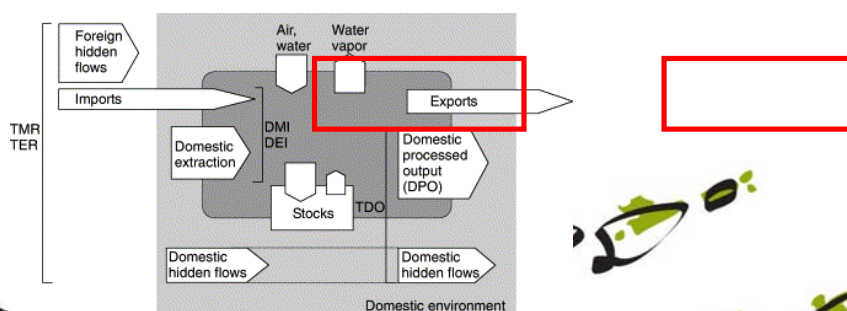 Foreign
hidden
flows
Air,
water
Water
vapor
Imports
Exports
TMR
TER
DMI
DEI
Domestic
extraction
Domestic
processed
output
(DPO)
Stocks
TDO
Domestic
hidden flows
Domestic
hidden flows
Domestic environment